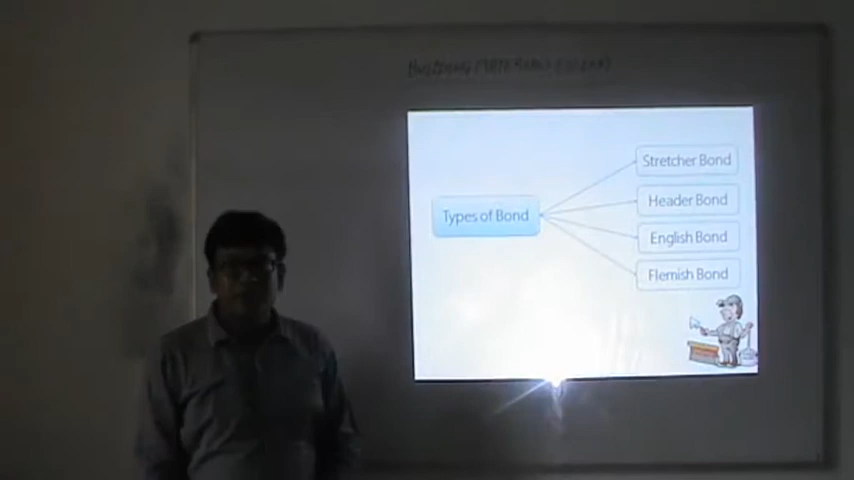 Types of Bond
Stretcher Bond
Header Bond
English Bond
Flemish Bond